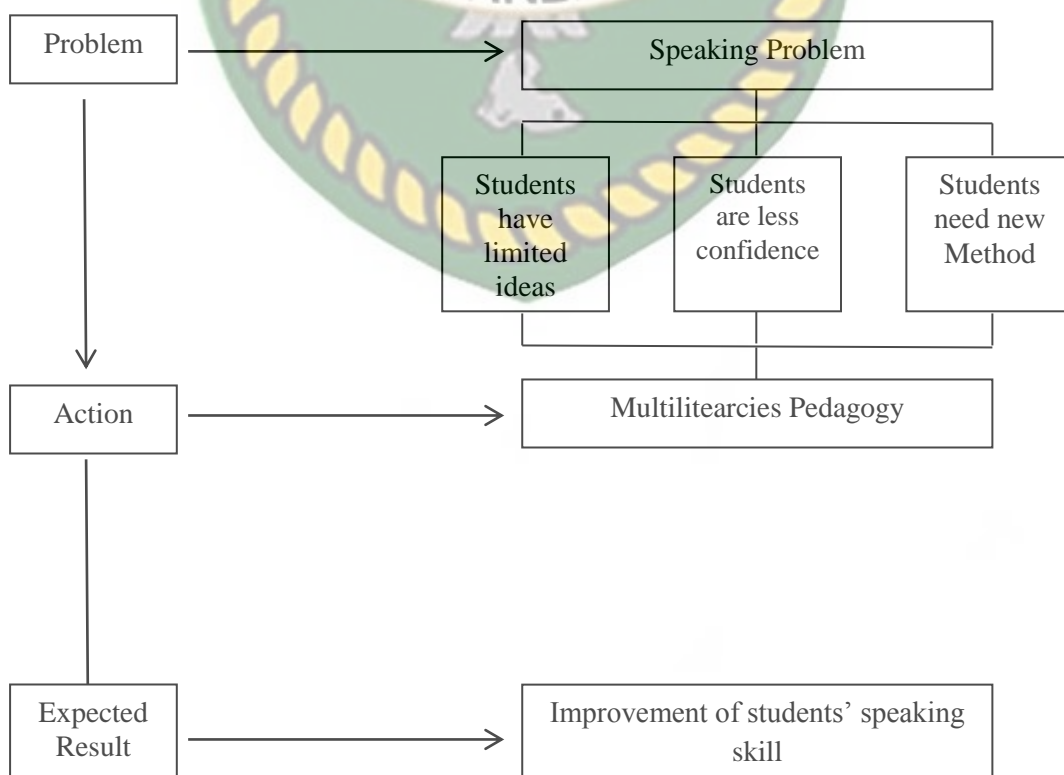 Problem
Speaking Problem
Students
have
limited
ideas
Students
are less
confidence
Students
need new
Method
Action
Multilitearcies Pedagogy
Expected
Result
Improvement of students’ speaking
skill